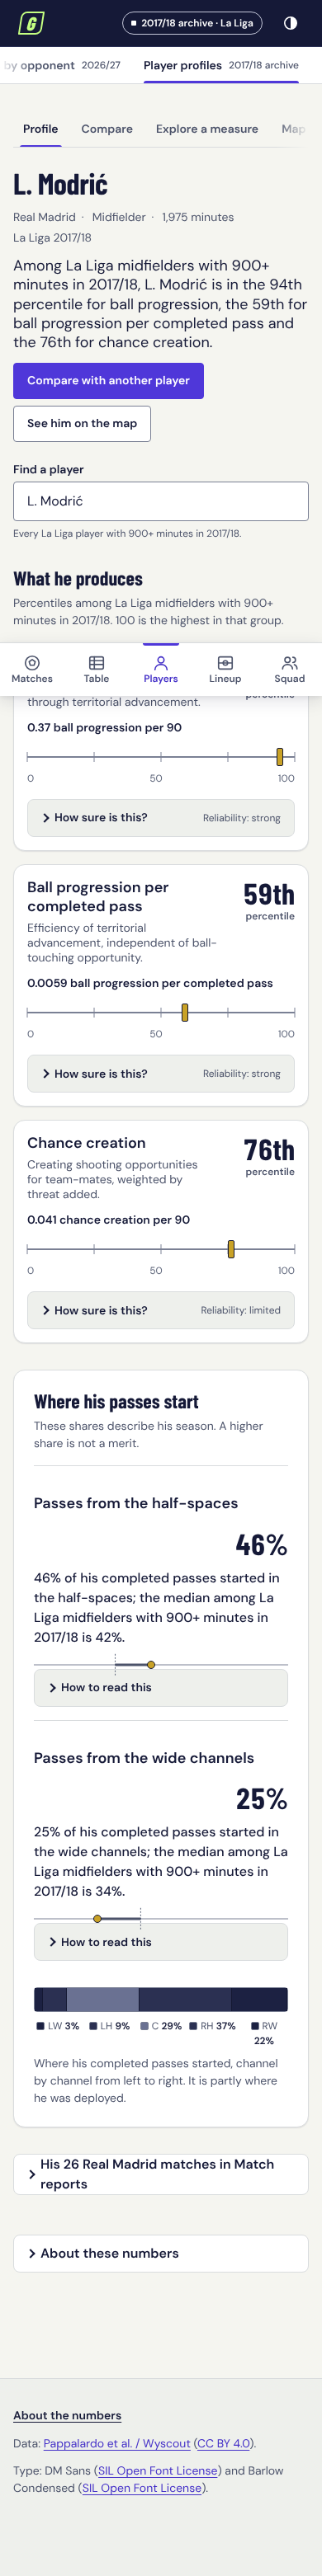 G
2017/18 archive · La Liga
by opponent 2026/27 Player profiles 2017/18 archive
Profile Compare Explore a measure Map
L. Modrić
Real Madrid · Midfielder · 1,975 minutes
La Liga 2017/18
Among La Liga midfielders with 900+
minutes in 2017/18, L. Modrić is in the 94th
percentile for ball progression, the 59th for
ball progression per completed pass and
the 76th for chance creation.
Compare with another player
See him on the map
Find a player
L. Modrić
Every La Liga player with 900+ minutes in 2017/18.
What he produces
Percentiles among La Liga midfielders with 900+
minutes in 2017/18. 100 is the highest in that group.
Matches Table Players Lineup Squad
through territorial advancement.
0.37 ball progression per 90
0 50 100
How sure is this? Reliability: strong
Ball progression per
completed pass
59th
percentile
Efficiency of territorial
advancement, independent of ball-
touching opportunity.
0.0059 ball progression per completed pass
0 50 100
How sure is this? Reliability: strong
Chance creation
76th
percentile
Creating shooting opportunities
for team-mates, weighted by
threat added.
0.041 chance creation per 90
0 50 100
How sure is this? Reliability: limited
Where his passes start
These shares describe his season. A higher
share is not a merit.
Passes from the half-spaces
46%
46% of his completed passes started in
the half-spaces; the median among La
Liga midfielders with 900+ minutes in
2017/18 is 42%.
How to read this
Passes from the wide channels
25%
25% of his completed passes started in
the wide channels; the median among La
Liga midfielders with 900+ minutes in
2017/18 is 34%.
How to read this
LW 3% LH 9% C 29% RH 37% RW
22%
Where his completed passes started, channel
by channel from left to right. It is partly where
he was deployed.
His 26 Real Madrid matches in Match
reports
About these numbers
About the numbers
Data: Pappalardo et al. / Wyscout (CC BY 4.0).
Type: DM Sans (SIL Open Font License) and Barlow
Condensed (SIL Open Font License).